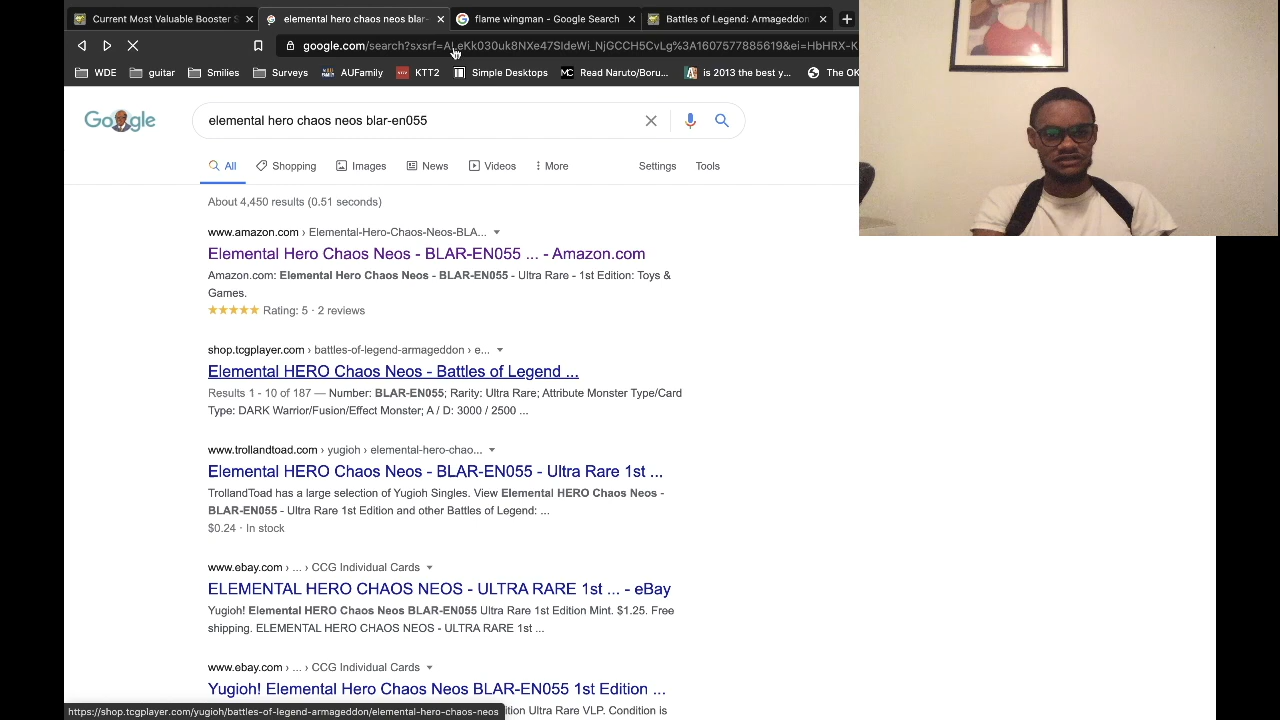 Current Most Valuable Booster S
elemental hero chaos neos blar-
flame wingman - Google Search
Battles of Legend: Armageddon
google.com/search?sxsrf=ALeKk030uk8NXe47SIdeWi_NjGCCH5CvLg%3A1607577885619&ei=HbHRX-K
WDE
guitar
Smilies
Surveys
AUFamily
KTT2
Simple Desktops
Read Naruto/Boru...
is 2013 the best y...
The OK
elemental hero chaos neos blar-en055
All
Shopping
Images
News
Videos
More
Settings
Tools
About 4,450 results (0.51 seconds)
www.amazon.com › Elemental-Hero-Chaos-Neos-BLA...
Elemental Hero Chaos Neos - BLAR-EN055 ... - Amazon.com
Amazon.com: Elemental Hero Chaos Neos - BLAR-EN055 - Ultra Rare - 1st Edition: Toys &
Games.
Rating: 5 · 2 reviews
shop.tcgplayer.com › battles-of-legend-armageddon › e...
Elemental HERO Chaos Neos - Battles of Legend ...
Results 1 - 10 of 187 — Number: BLAR-EN055; Rarity: Ultra Rare; Attribute Monster Type/Card
Type: DARK Warrior/Fusion/Effect Monster; A / D: 3000 / 2500 ...
www.trollandtoad.com › yugioh › elemental-hero-chao...
Elemental HERO Chaos Neos - BLAR-EN055 - Ultra Rare 1st ...
TrollandToad has a large selection of Yugioh Singles. View Elemental HERO Chaos Neos -
BLAR-EN055 - Ultra Rare 1st Edition and other Battles of Legend: ...
$0.24 · In stock
www.ebay.com › ... › CCG Individual Cards
ELEMENTAL HERO CHAOS NEOS - ULTRA RARE 1st ... - eBay
Yugioh! Elemental HERO Chaos Neos BLAR-EN055 Ultra Rare 1st Edition Mint. $1.25. Free
shipping. ELEMENTAL HERO CHAOS NEOS - ULTRA RARE 1st ...
www.ebay.com › ... › CCG Individual Cards
Yugioh! Elemental Hero Chaos Neos BLAR-EN055 1st Edition ...
https://shop.tcgplayer.com/yugioh/battles-of-legend-armageddon/elemental-hero-chaos-neos
ition Ultra Rare VLP. Condition is